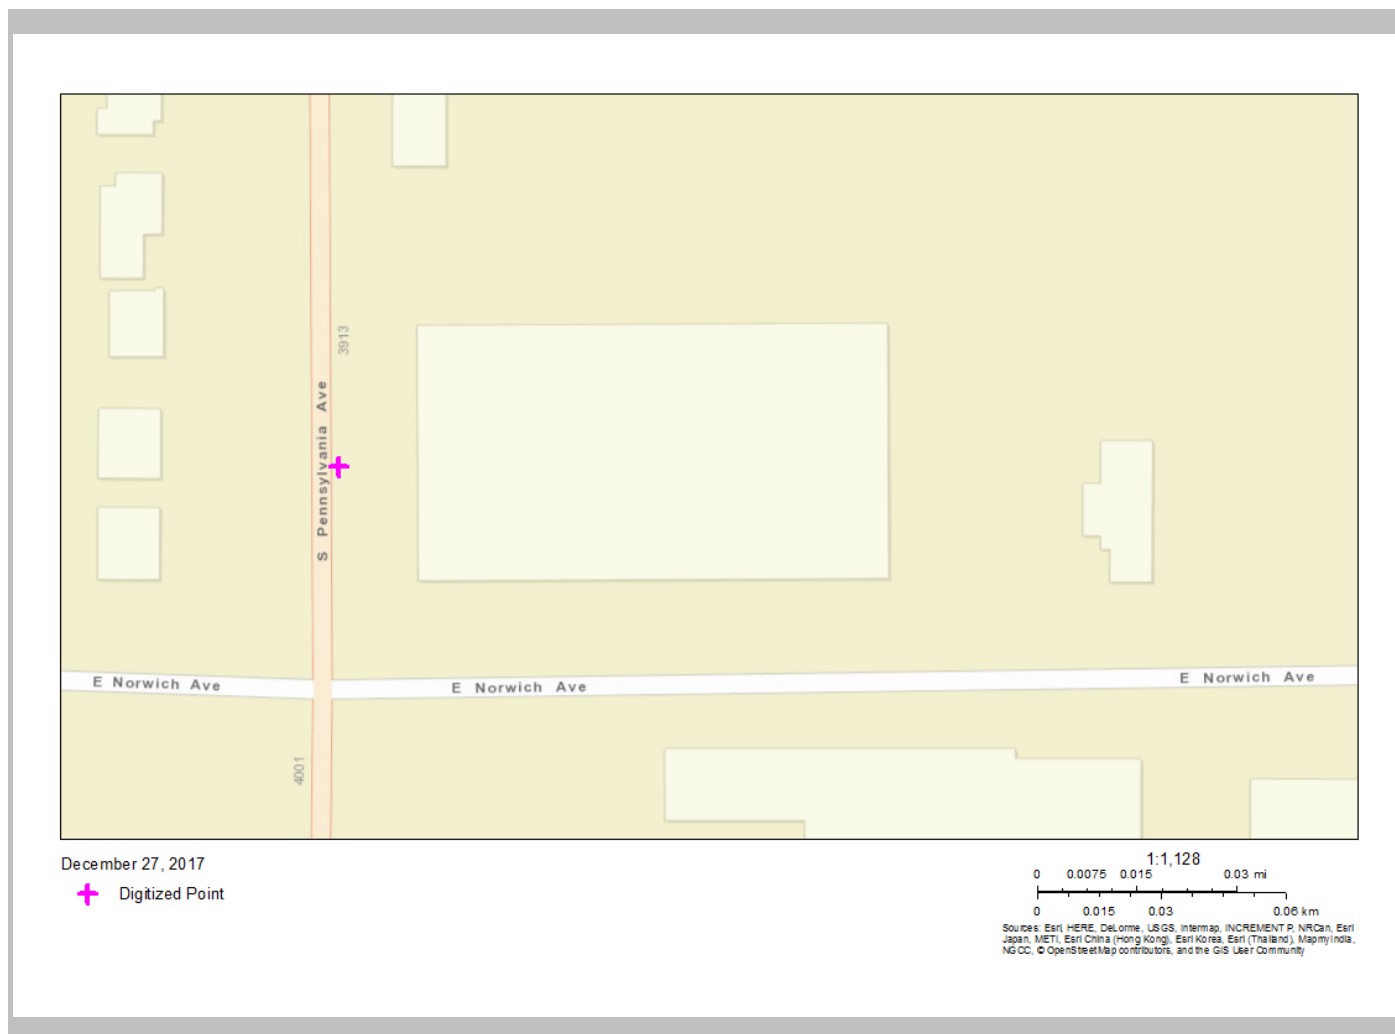 3913
S Pennsylvania Ave
E Norwich Ave
E Norwich Ave
E Norwich Ave
4001
December 27, 2017
Digitized Point
1:1,128
0 0.0075 0.015 0.03 mi
0 0.015 0.03 0.06 km
Sources: Esri, HERE, DeLorme, USGS, Intermap, INCREMENT P, NRCan, Esri
Japan, METI, Esri China (Hong Kong), Esri Korea, Esri (Thailand), MapmyIndia,
NGCC, © OpenStreetMap contributors, and the GIS User Community